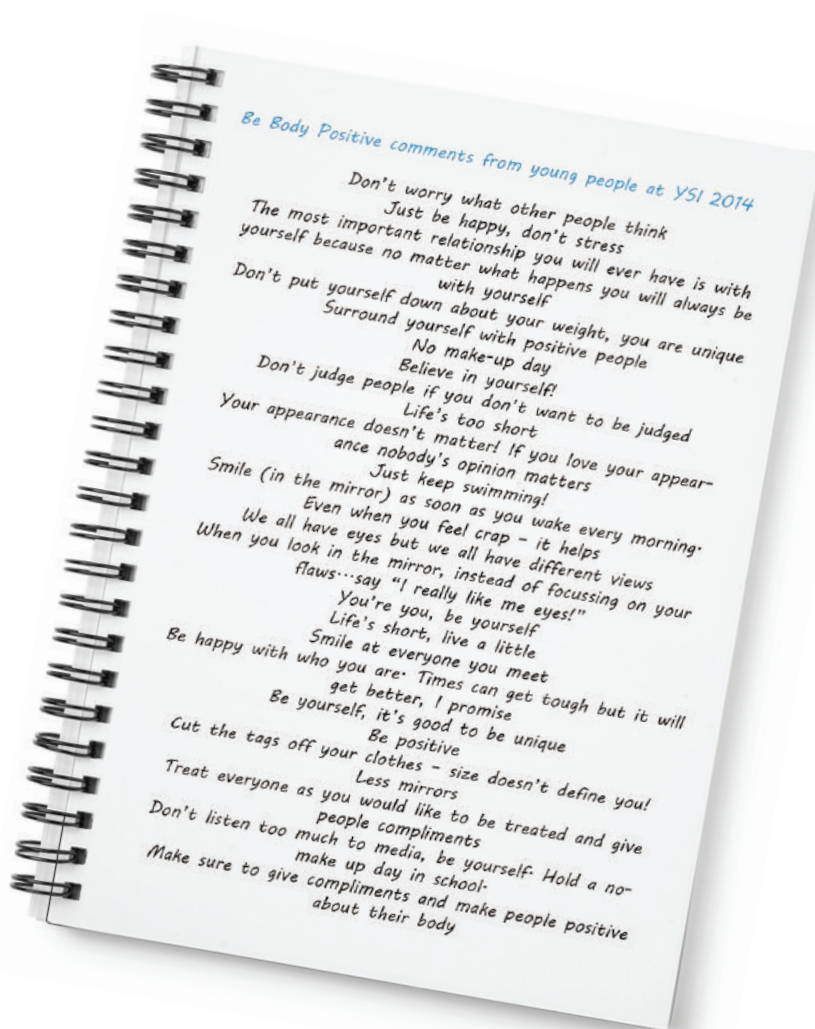 Be Body Positive comments from young people at YSI 2014
Don't worry what other people think
Just be happy, don't stress
The most important relationship you will ever have is with
yourself because no matter what happens you will always be
with yourself
Don't put yourself down about your weight, you are unique
Surround yourself with positive people
No make-up day
Believe in yourself!
Don't judge people if you don't want to be judged
Life's too short
Your appearance doesn't matter! If you love your appear-
ance nobody's opinion matters
Just keep swimming!
Smile (in the mirror) as soon as you wake every morning.
Even when you feel crap - it helps
We all have eyes but we all have different views
When you look in the mirror, instead of focussing on your
flaws...say "I really like me eyes!"
You're you, be yourself
Life's short, live a little
Smile at everyone you meet
Be happy with who you are. Times can get tough but it will
get better, I promise
Be yourself, it's good to be unique
Be positive
Cut the tags off your clothes - size doesn't define you!
Less mirrors
Treat everyone as you would like to be treated and give
people compliments
Don't listen too much to media, be yourself. Hold a no-
make up day in school.
Make sure to give compliments and make people positive
about their body